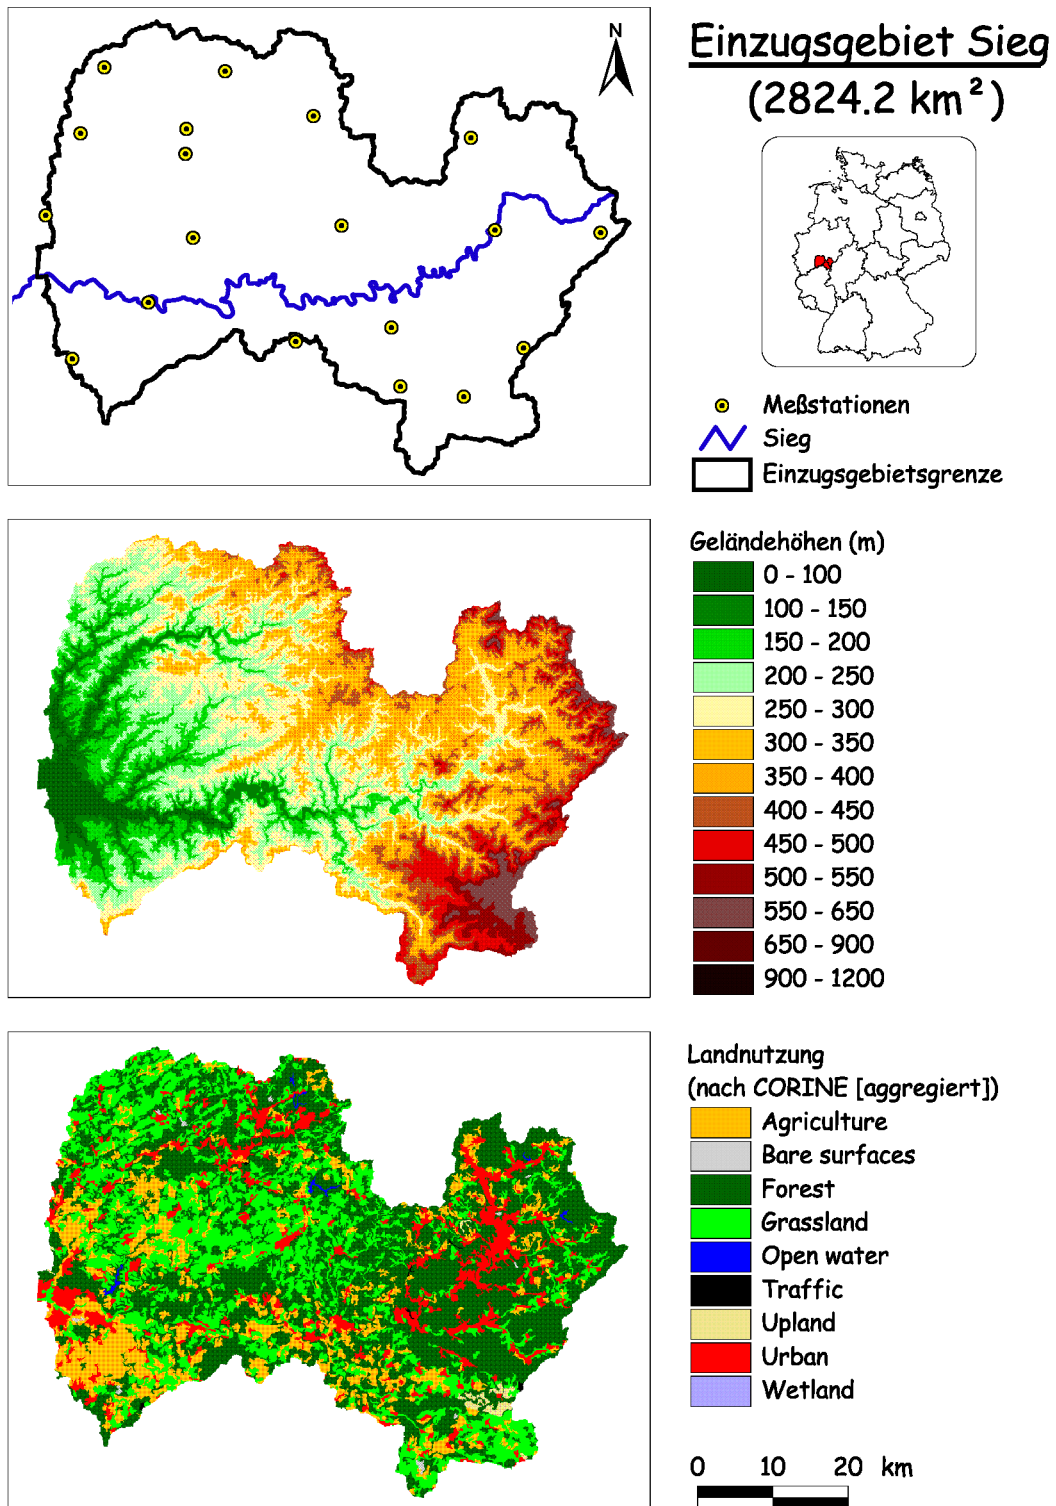 N
Einzugsgebiet Sieg
(2824.2 km²)
Meßstationen
Sieg
Einzugsgebietsgrenze
Geländehöhen (m)
0 - 100
100 - 150
150 - 200
200 - 250
250 - 300
300 - 350
350 - 400
400 - 450
450 - 500
500 - 550
550 - 650
650 - 900
900 - 1200
Landnutzung
(nach CORINE [aggregiert])
Agriculture
Bare surfaces
Forest
Grassland
Open water
Traffic
Upland
Urban
Wetland
0 10 20 km